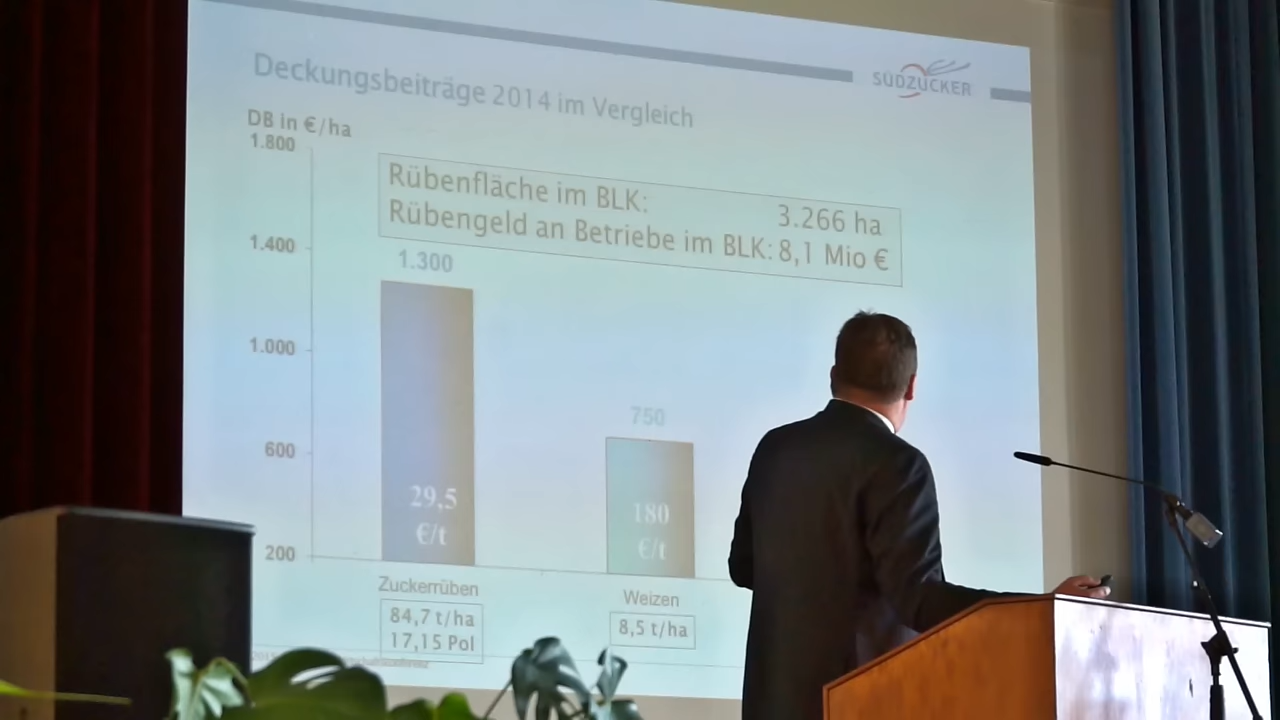 Deckungsbeiträge 2014 im Vergleich
SÜDZUCKER
DB in €/ha
1.800
Rübenfläche im BLK: 3.266 ha
Rübengeld an Betriebe im BLK: 8,1 Mio €
1.400
1.300
1.000
750
600
29,5
€/t
180
€/t
200
Zuckerrüben
Weizen
84,7 t/ha
17,15 Pol
8,5 t/ha